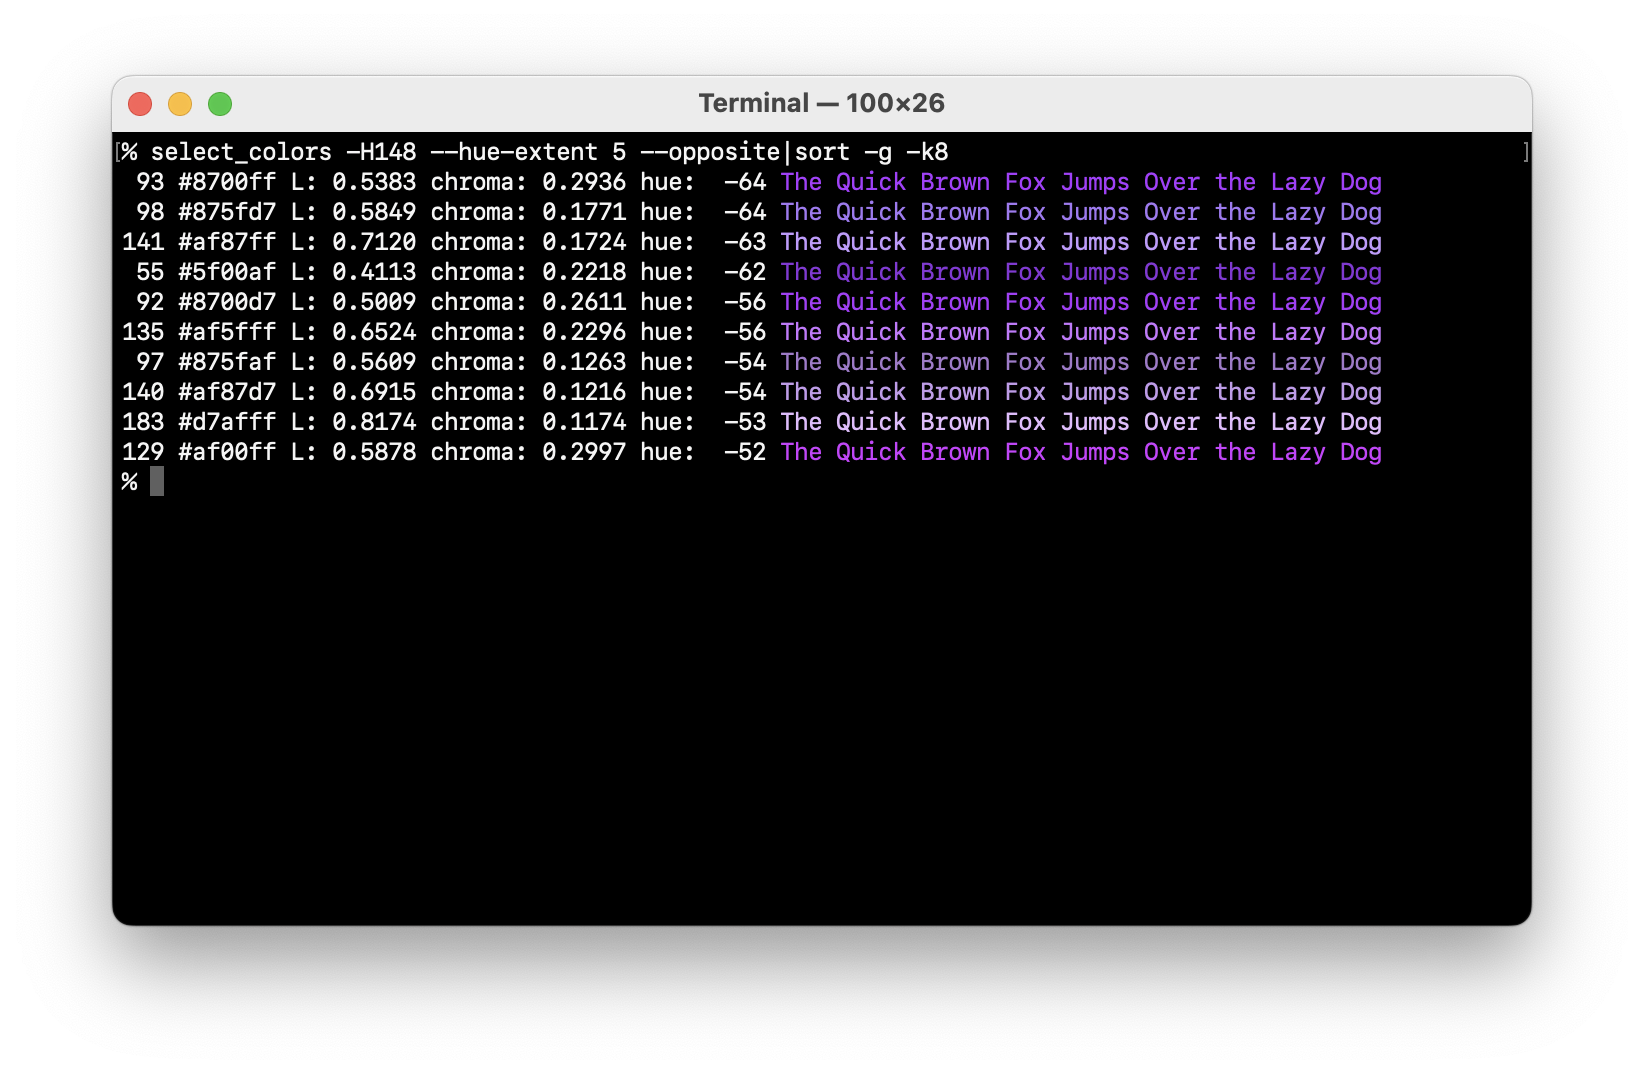 Terminal — 100×26
[% select_colors -H148 --hue-extent 5 --opposite|sort -g -k8 ]
93 #8700ff L: 0.5383 chroma: 0.2936 hue: -64 The Quick Brown Fox Jumps Over the Lazy Dog
98 #875fd7 L: 0.5849 chroma: 0.1771 hue: -64 The Quick Brown Fox Jumps Over the Lazy Dog
141 #af87ff L: 0.7120 chroma: 0.1724 hue: -63 The Quick Brown Fox Jumps Over the Lazy Dog
55 #5f00af L: 0.4113 chroma: 0.2218 hue: -62 The Quick Brown Fox Jumps Over the Lazy Dog
92 #8700d7 L: 0.5009 chroma: 0.2611 hue: -56 The Quick Brown Fox Jumps Over the Lazy Dog
135 #af5fff L: 0.6524 chroma: 0.2296 hue: -56 The Quick Brown Fox Jumps Over the Lazy Dog
97 #875faf L: 0.5609 chroma: 0.1263 hue: -54 The Quick Brown Fox Jumps Over the Lazy Dog
140 #af87d7 L: 0.6915 chroma: 0.1216 hue: -54 The Quick Brown Fox Jumps Over the Lazy Dog
183 #d7afff L: 0.8174 chroma: 0.1174 hue: -53 The Quick Brown Fox Jumps Over the Lazy Dog
129 #af00ff L: 0.5878 chroma: 0.2997 hue: -52 The Quick Brown Fox Jumps Over the Lazy Dog
%